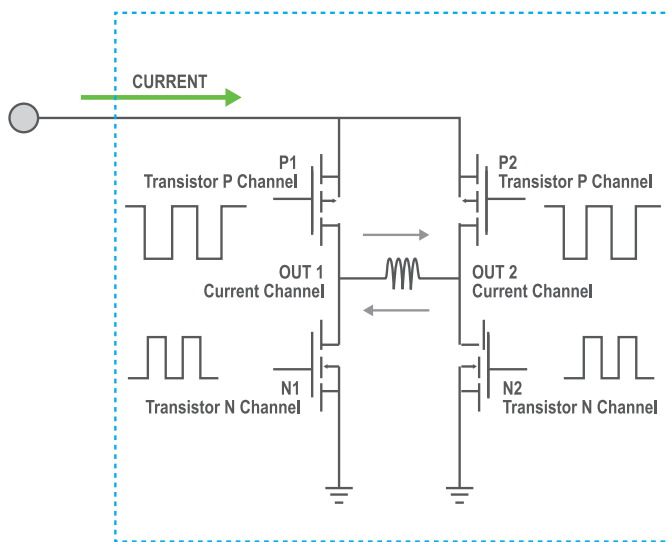 CURRENT
P1
Transistor P Channel
P2
Transistor P Channel
OUT 1
Current Channel
OUT 2
Current Channel
N1
Transistor N Channel
N2
Transistor N Channel